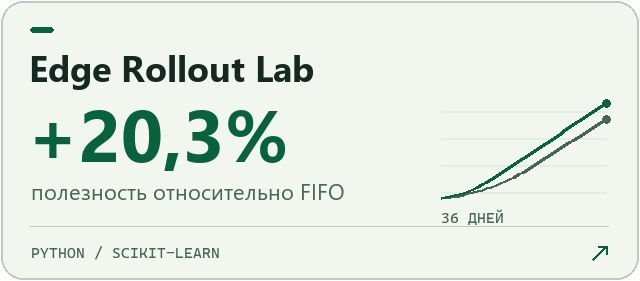 Edge Rollout Lab
+20,3%
полезность относительно FIFO
36 ДНЕЙ
PYTHON / SCIKIT-LEARN